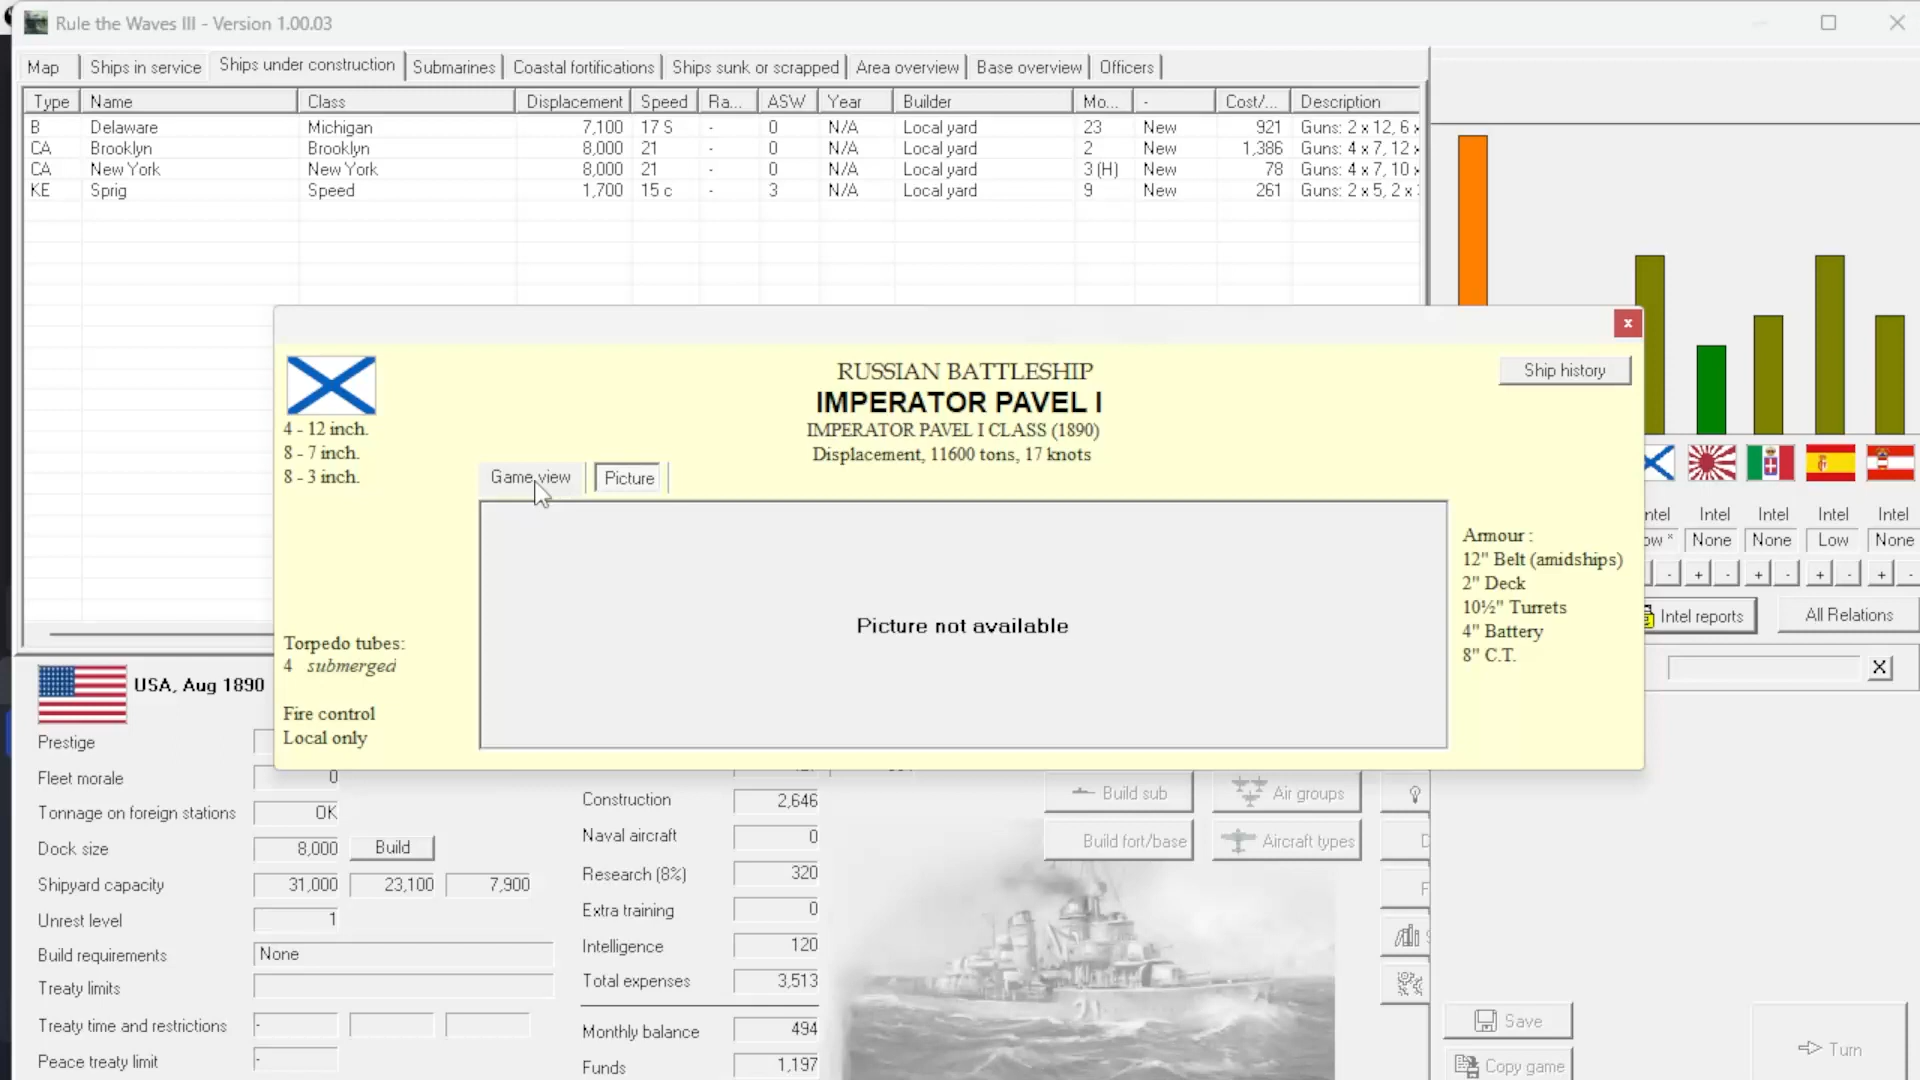 Rule the Waves III - Version 1.00.03
Map Ships in service Ships under construction Submarines Coastal fortifications Ships sunk or scrapped Area overview Base overview Officers
Type Name Class Displacement Speed Ra... ASW Year Builder Mo... - Cost/... Description
B Delaware Michigan 7,100 17 S - 0 N/A Local yard 23 New 921 Guns: 2 x 12, 6 x
CA Brooklyn Brooklyn 8,000 21 - 0 N/A Local yard 2 New 1,386 Guns: 4 x 7, 12 x
CA New York New York 8,000 21 - 0 N/A Local yard 3 (H) New 78 Guns: 4 x 7, 10 x
KE Sprig Speed 1,700 15 c - 3 N/A Local yard 9 New 261 Guns: 2 x 5, 2 x
x
RUSSIAN BATTLESHIP
IMPERATOR PAVEL I
IMPERATOR PAVEL I CLASS (1890)
Displacement, 11600 tons, 17 knots
Ship history
4 - 12 inch.
8 - 7 inch.
8 - 3 inch.
Game view Picture
Picture not available
Torpedo tubes:
4 submerged
Fire control
Local only
Armour :
12" Belt (amidships)
2" Deck
10½" Turrets
4" Battery
8" C.T.
Intel Intel Intel Intel
None None Low None
- + - + - + - + -
Intel reports All Relations
X
USA, Aug 1890
Prestige
Fleet morale 0
Tonnage on foreign stations OK
Dock size 8,000 Build
Shipyard capacity 31,000 23,100 7,900
Unrest level 1
Build requirements None
Treaty limits
Treaty time and restrictions -
Peace treaty limit -
Construction 2,646
Naval aircraft 0
Research (8%) 320
Extra training 0
Intelligence 120
Total expenses 3,513
Monthly balance 494
Funds 1,197
Build sub Air groups
Build fort/base Aircraft types
Save
Copy game
Turn